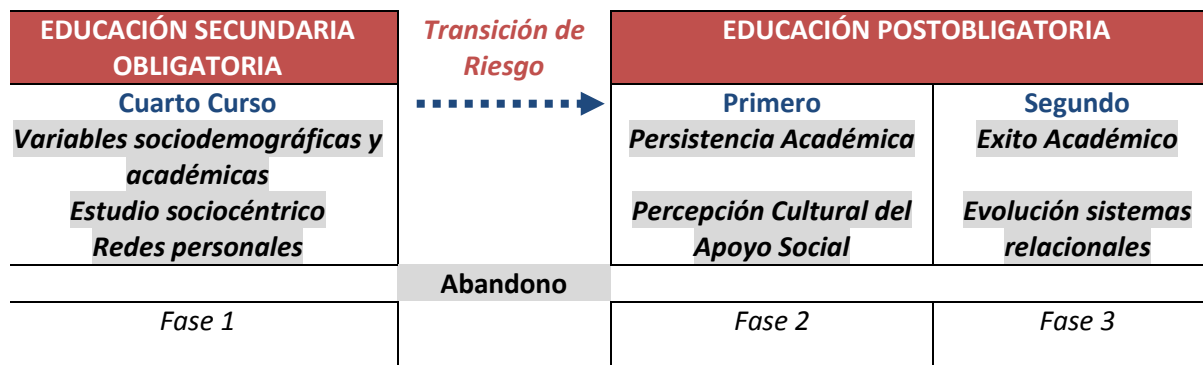 EDUCACIÓN SECUNDARIA
OBLIGATORIA
Transición de
Riesgo
EDUCACIÓN POSTOBLIGATORIA
Cuarto Curso
Variables sociodemográficas y
académicas
Estudio sociocéntrico
Redes personales
Primero
Persistencia Académica
Percepción Cultural del
Apoyo Social
Segundo
Exito Académico
Evolución sistemas
relacionales
Abandono
Fase 1
Fase 2
Fase 3